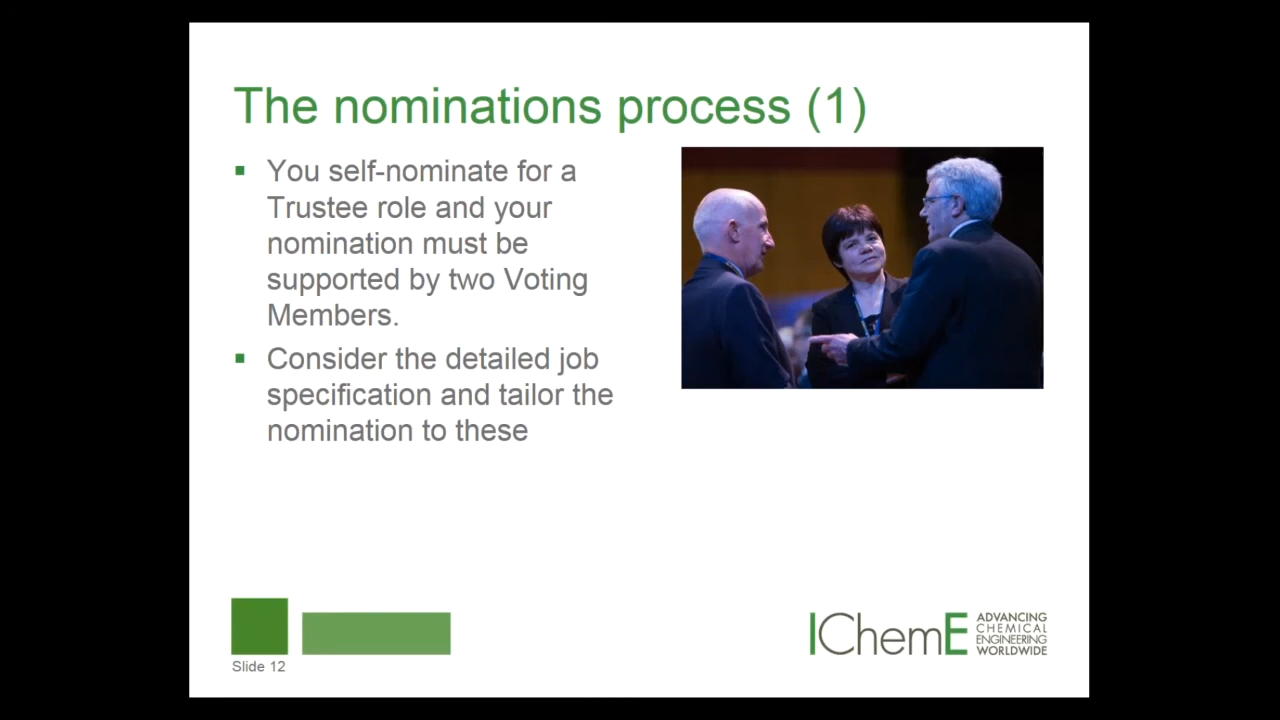 The nominations process (1)
You self-nominate for a
Trustee role and your
nomination must be
supported by two Voting
Members.
Consider the detailed job
specification and tailor the
nomination to these
Slide 12
IChemE
ADVANCING
CHEMICAL
ENGINEERING
WORLDWIDE